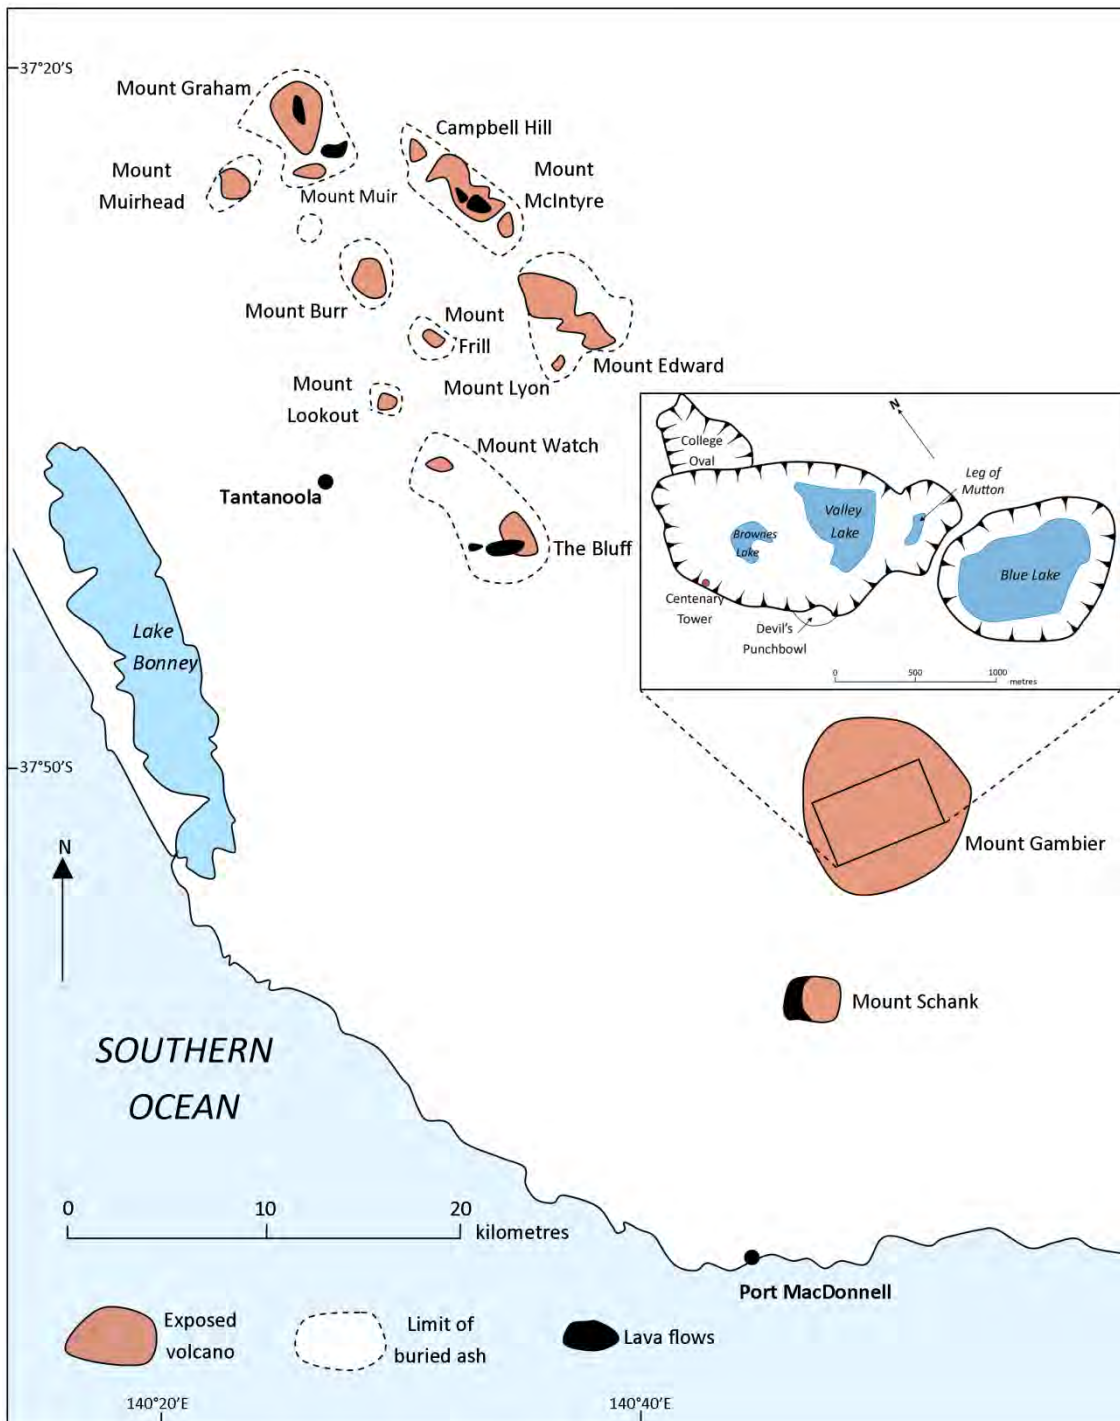 37°20'S
Mount Graham
Campbell Hill
Mount
Muirhead
Mount
McIntyre
Mount Muir
Mount Burr
Mount
Frill
Mount Edward
Mount Lyon
Mount
Lookout
Mount Watch
Tantanoola
The Bluff
N
College
Oval
Leg of
Mutton
Valley
Lake
Brownes
Lake
Blue Lake
Centenary
Tower
Devil's
Punchbowl
0 500 1000
metres
Lake
Bonney
37°50'S
N
Mount Gambier
Mount Schank
SOUTHERN
OCEAN
0 10 20
kilometres
Port MacDonnell
Exposed
volcano
Limit of
buried ash
Lava flows
140°20'E
140°40'E